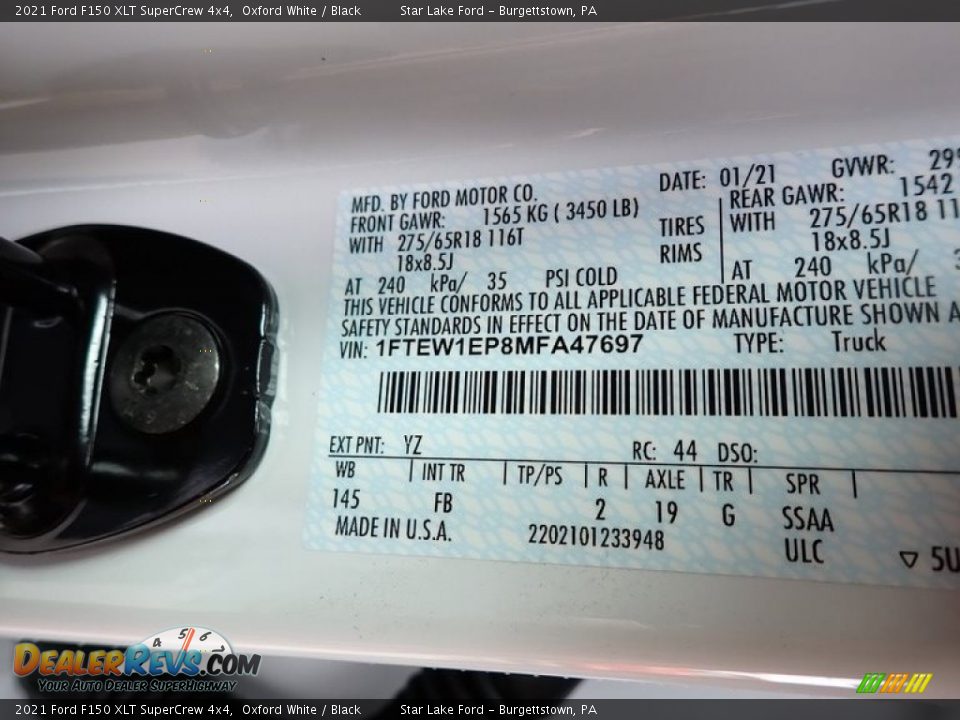 2021 Ford F150 XLT SuperCrew 4x4, Oxford White / Black Star Lake Ford – Burgettstown, PA
MFD. BY FORD MOTOR CO. DATE: 01/21 GVWR:
FRONT GAWR: 1565 KG ( 3450 LB) REAR GAWR: 1542
WITH 275/65R18 116T TIRES WITH 275/65R18
18x8.5J RIMS 18x8.5J
AT 240 kPa/ 35 PSI COLD AT 240 kPa/
THIS VEHICLE CONFORMS TO ALL APPLICABLE FEDERAL MOTOR VEHICLE
SAFETY STANDARDS IN EFFECT ON THE DATE OF MANUFACTURE SHOWN
VIN: 1FTEW1EP8MFA47697 TYPE: Truck
EXT PNT: YZ RC: 44 DSO:
WB INT TR TP/PS R AXLE TR SPR
145 FB 2 19 G SSAA
MADE IN U.S.A. 2202101233948 ULC
5U
4 5 6
DEALERREVS.COM
YOUR AUTO DEALER SUPERHIGHWAY
2021 Ford F150 XLT SuperCrew 4x4, Oxford White / Black Star Lake Ford – Burgettstown, PA